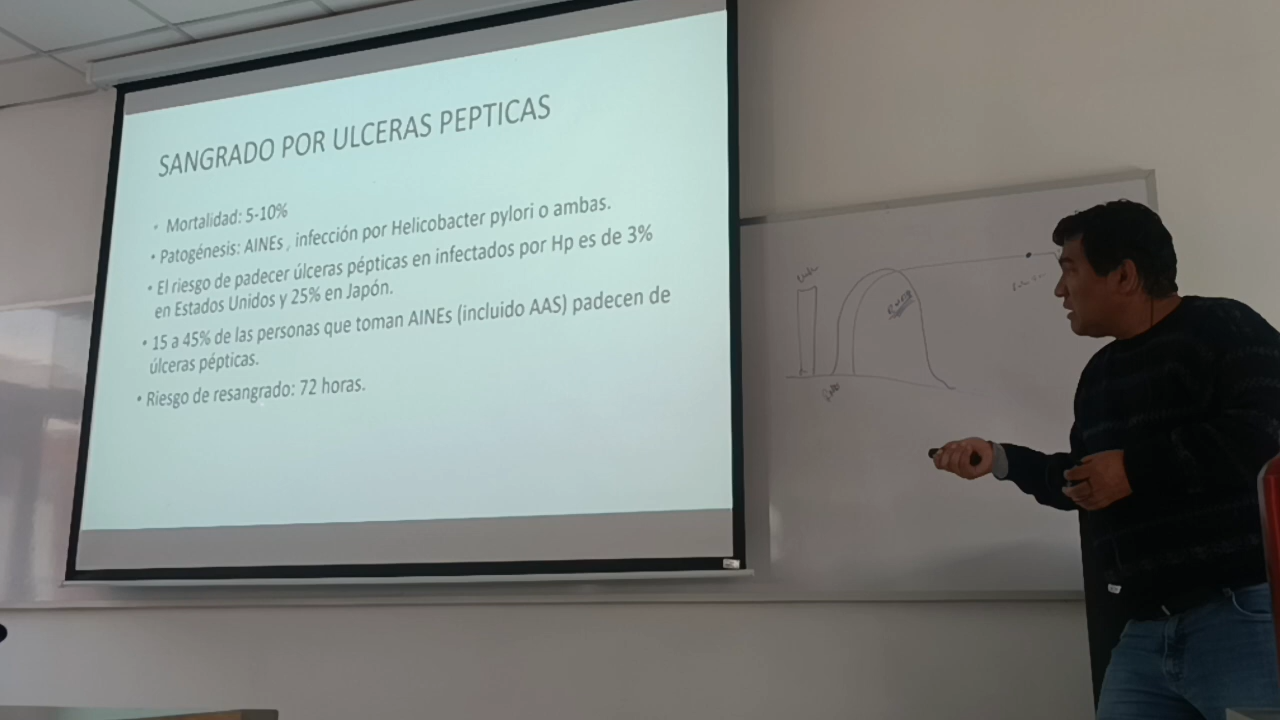 SANGRADO POR ULCERAS PEPTICAS
• Mortalidad: 5-10%
• Patogénesis: AINEs , infección por Helicobacter pylori o ambas.
• El riesgo de padecer úlceras pépticas en infectados por Hp es de 3%
en Estados Unidos y 25% en Japón.
• 15 a 45% de las personas que toman AINEs (incluido AAS) padecen de
úlceras pépticas.
• Riesgo de resangrado: 72 horas.